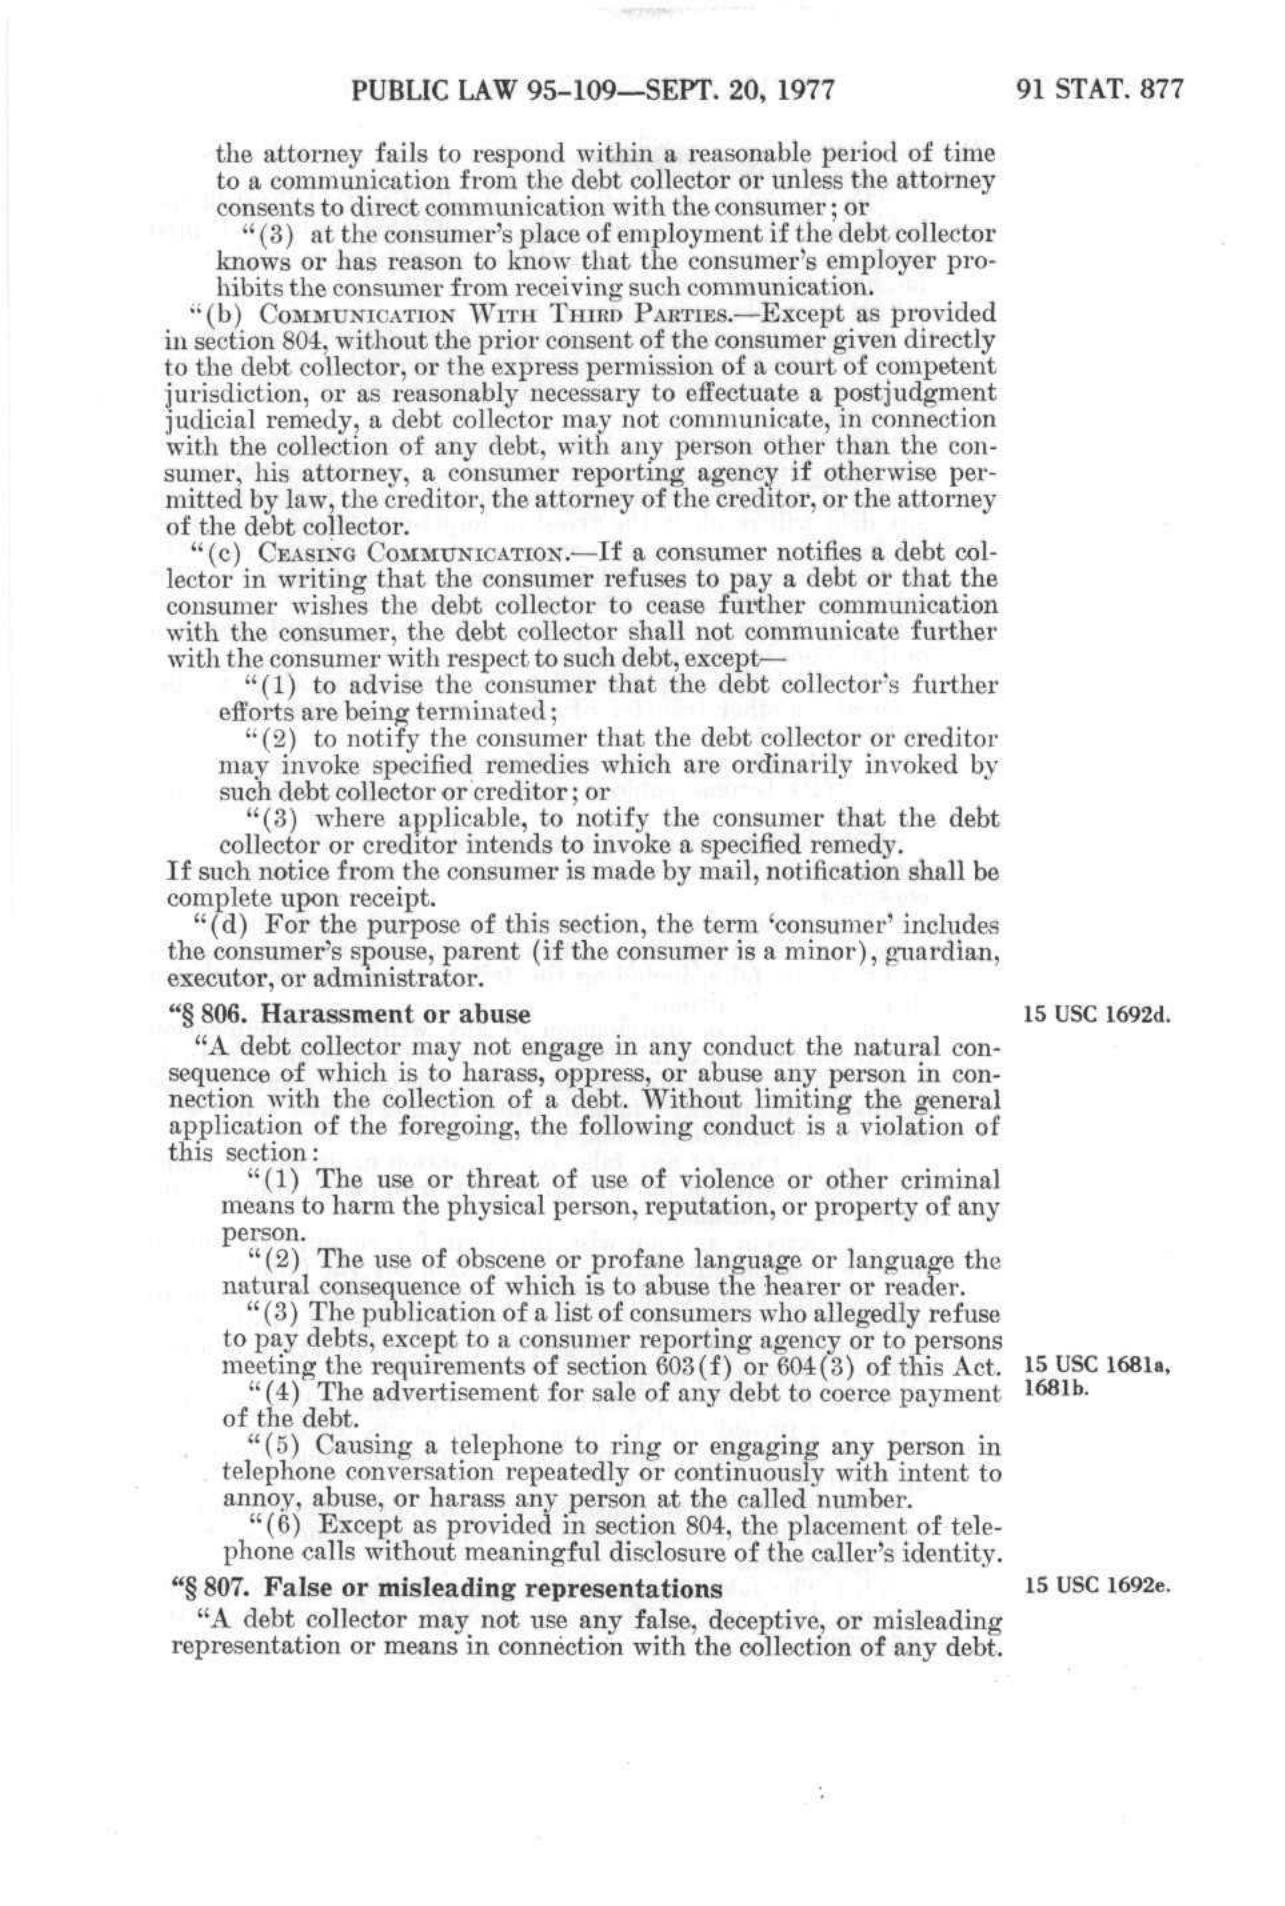 PUBLIC LAW 95-109—SEPT. 20, 1977 91 STAT. 877
the attorney fails to respond within a reasonable period of time
to a communication from the debt collector or unless the attorney
consents to direct communication with the consumer; or
“(3) at the consumer's place of employment if the debt collector
knows or has reason to know that the consumer's employer pro-
hibits the consumer from receiving such communication.
“(b) COMMUNICATION WITH THIRD PARTIES.—Except as provided
in section 804, without the prior consent of the consumer given directly
to the debt collector, or the express permission of a court of competent
jurisdiction, or as reasonably necessary to effectuate a postjudgment
judicial remedy, a debt collector may not communicate, in connection
with the collection of any debt, with any person other than the con-
sumer, his attorney, a consumer reporting agency if otherwise per-
mitted by law, the creditor, the attorney of the creditor, or the attorney
of the debt collector.
“(c) CEASING COMMUNICATION.—If a consumer notifies a debt col-
lector in writing that the consumer refuses to pay a debt or that the
consumer wishes the debt collector to cease further communication
with the consumer, the debt collector shall not communicate further
with the consumer with respect to such debt, except—
“(1) to advise the consumer that the debt collector's further
efforts are being terminated;
“(2) to notify the consumer that the debt collector or creditor
may invoke specified remedies which are ordinarily invoked by
such debt collector or creditor; or
“(3) where applicable, to notify the consumer that the debt
collector or creditor intends to invoke a specified remedy.
If such notice from the consumer is made by mail, notification shall be
complete upon receipt.
“(d) For the purpose of this section, the term ‘consumer’ includes
the consumer's spouse, parent (if the consumer is a minor), guardian,
executor, or administrator.
“§ 806. Harassment or abuse 15 USC 1692d.
“A debt collector may not engage in any conduct the natural con-
sequence of which is to harass, oppress, or abuse any person in con-
nection with the collection of a debt. Without limiting the general
application of the foregoing, the following conduct is a violation of
this section:
“(1) The use or threat of use of violence or other criminal
means to harm the physical person, reputation, or property of any
person.
“(2) The use of obscene or profane language or language the
natural consequence of which is to abuse the hearer or reader.
“(3) The publication of a list of consumers who allegedly refuse
to pay debts, except to a consumer reporting agency or to persons
meeting the requirements of section 603(f) or 604(3) of this Act. 15 USC 1681a,
“(4) The advertisement for sale of any debt to coerce payment 1681b.
of the debt.
“(5) Causing a telephone to ring or engaging any person in
telephone conversation repeatedly or continuously with intent to
annoy, abuse, or harass any person at the called number.
“(6) Except as provided in section 804, the placement of tele-
phone calls without meaningful disclosure of the caller's identity.
“§ 807. False or misleading representations 15 USC 1692e.
“A debt collector may not use any false, deceptive, or misleading
representation or means in connection with the collection of any debt.